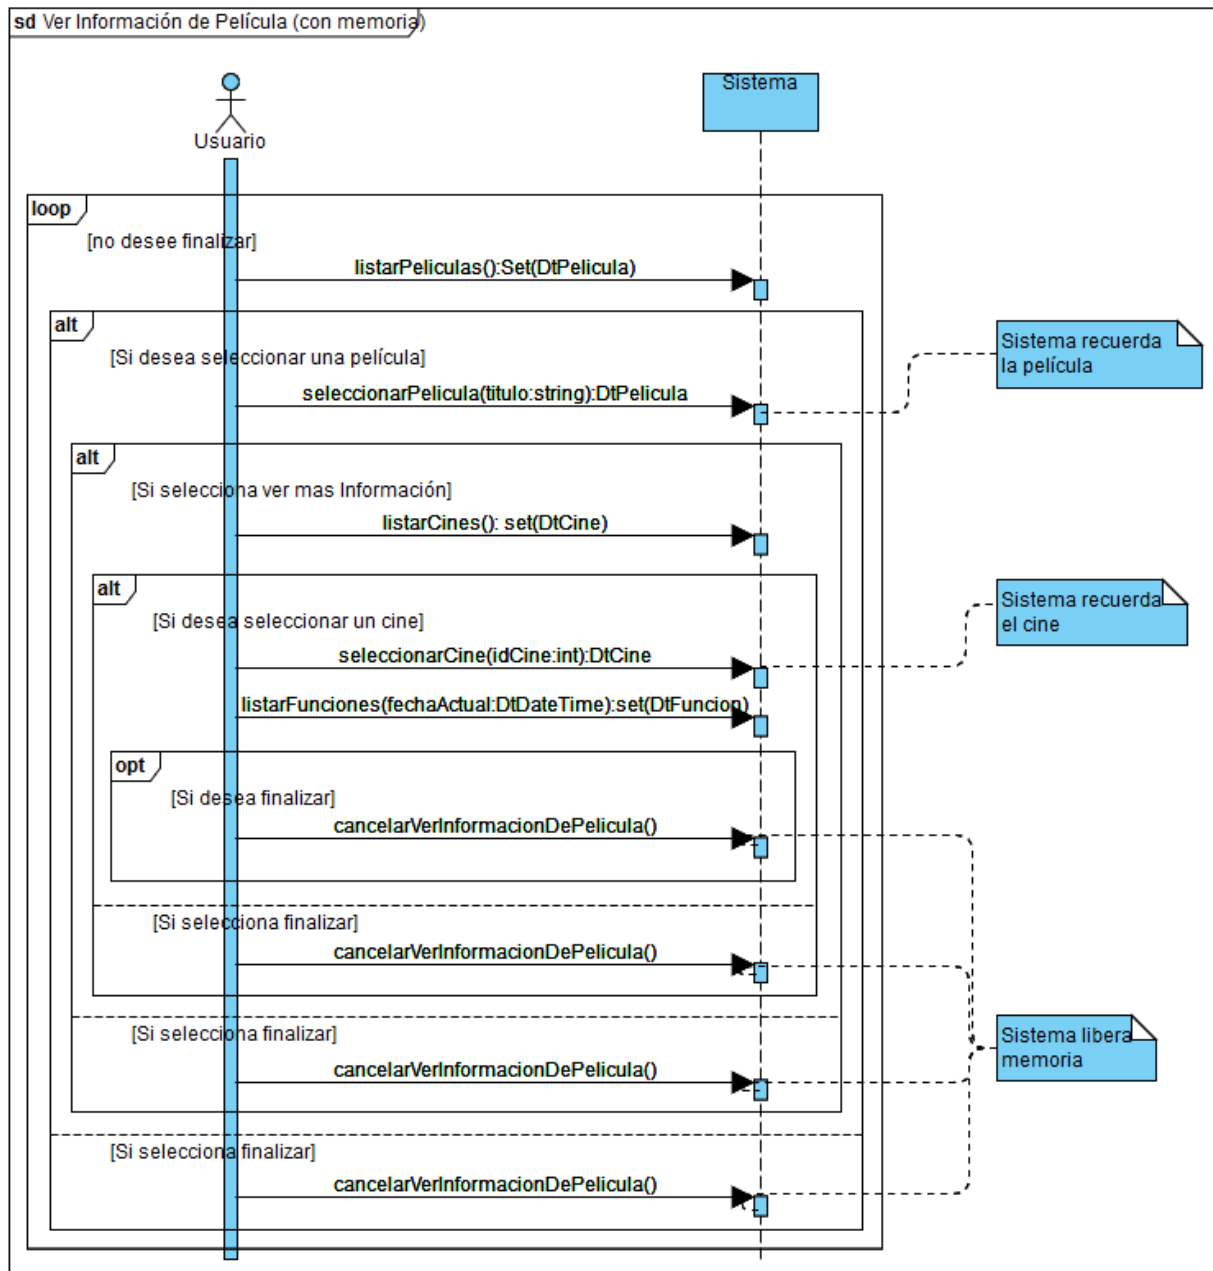 sd Ver Información de Película (con memoria)
Usuario
Sistema
loop
[no desee finalizar]
listarPeliculas():Set(DtPelicula)
alt
[Si desea seleccionar una película]
seleccionarPelicula(titulo:string):DtPelicula
Sistema recuerda
la película
alt
[Si selecciona ver mas Información]
listarCines(): set(DtCine)
alt
[Si desea seleccionar un cine]
seleccionarCine(idCine:int):DtCine
Sistema recuerda
el cine
listarFunciones(fechaActual:DtDateTime):set(DtFuncion)
opt
[Si desea finalizar]
cancelarVerInformacionDePelicula()
[Si selecciona finalizar]
cancelarVerInformacionDePelicula()
[Si selecciona finalizar]
cancelarVerInformacionDePelicula()
Sistema libera
memoria
[Si selecciona finalizar]
cancelarVerInformacionDePelicula()